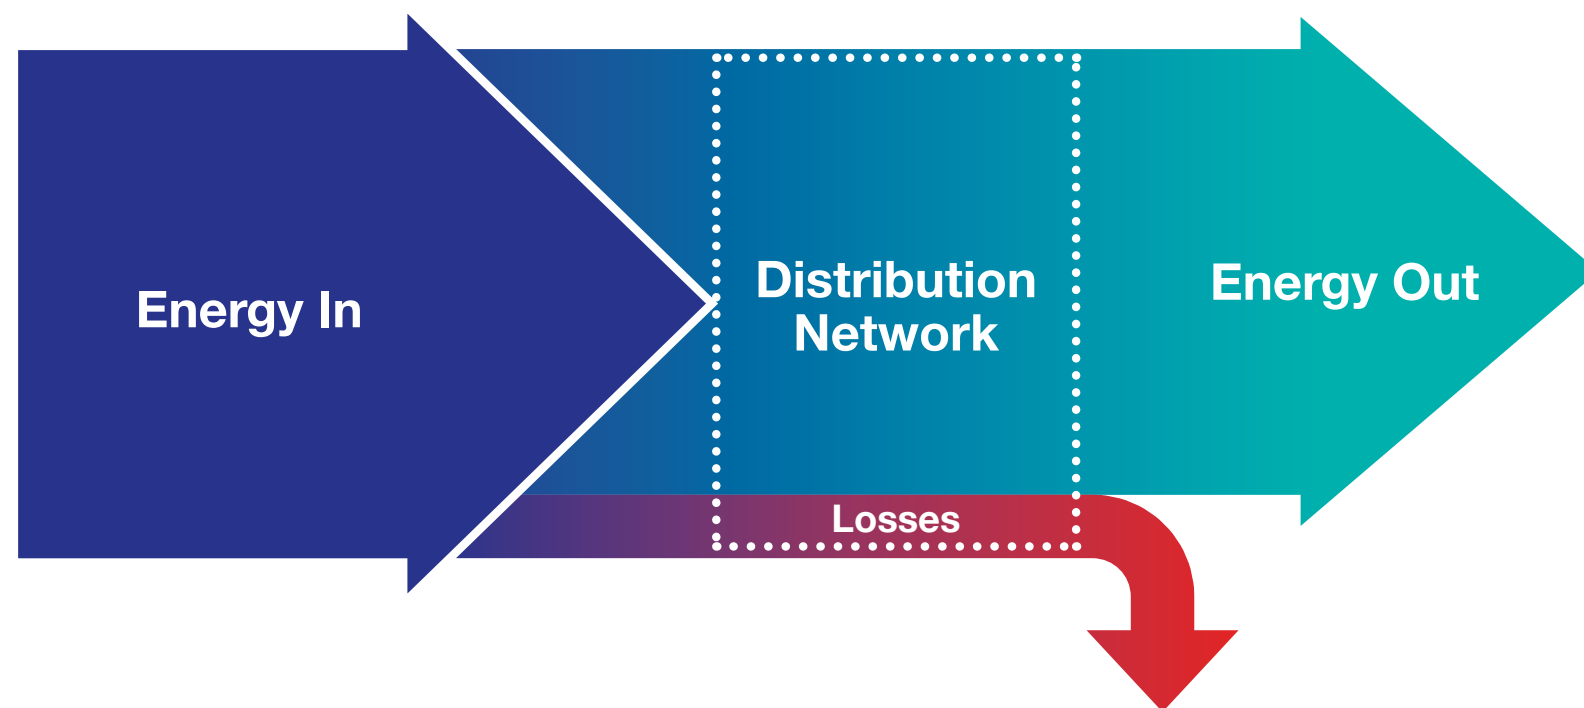 Energy In
Distribution
Network
Energy Out
Losses